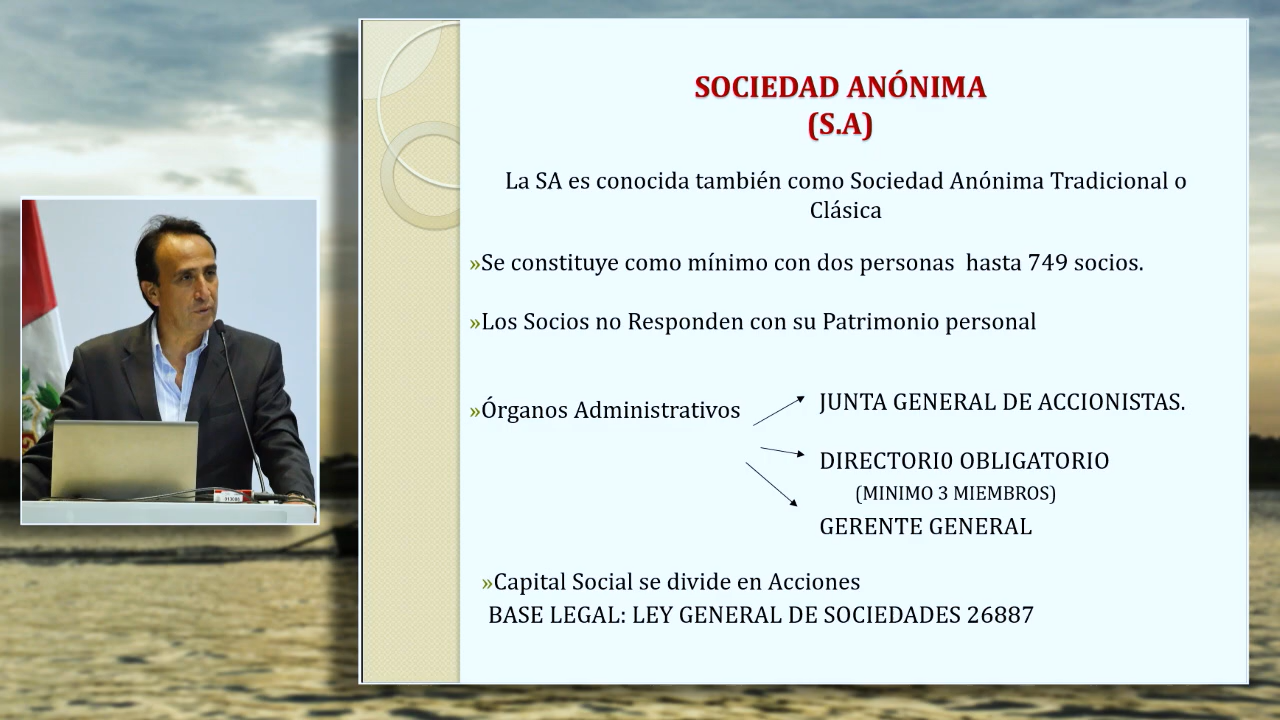 SOCIEDAD ANÓNIMA
(S.A)
La SA es conocida también como Sociedad Anónima Tradicional o
Clásica
»Se constituye como mínimo con dos personas hasta 749 socios.
»Los Socios no Responden con su Patrimonio personal
»Órganos Administrativos
JUNTA GENERAL DE ACCIONISTAS.
DIRECTORI0 OBLIGATORIO
(MINIMO 3 MIEMBROS)
GERENTE GENERAL
»Capital Social se divide en Acciones
BASE LEGAL: LEY GENERAL DE SOCIEDADES 26887